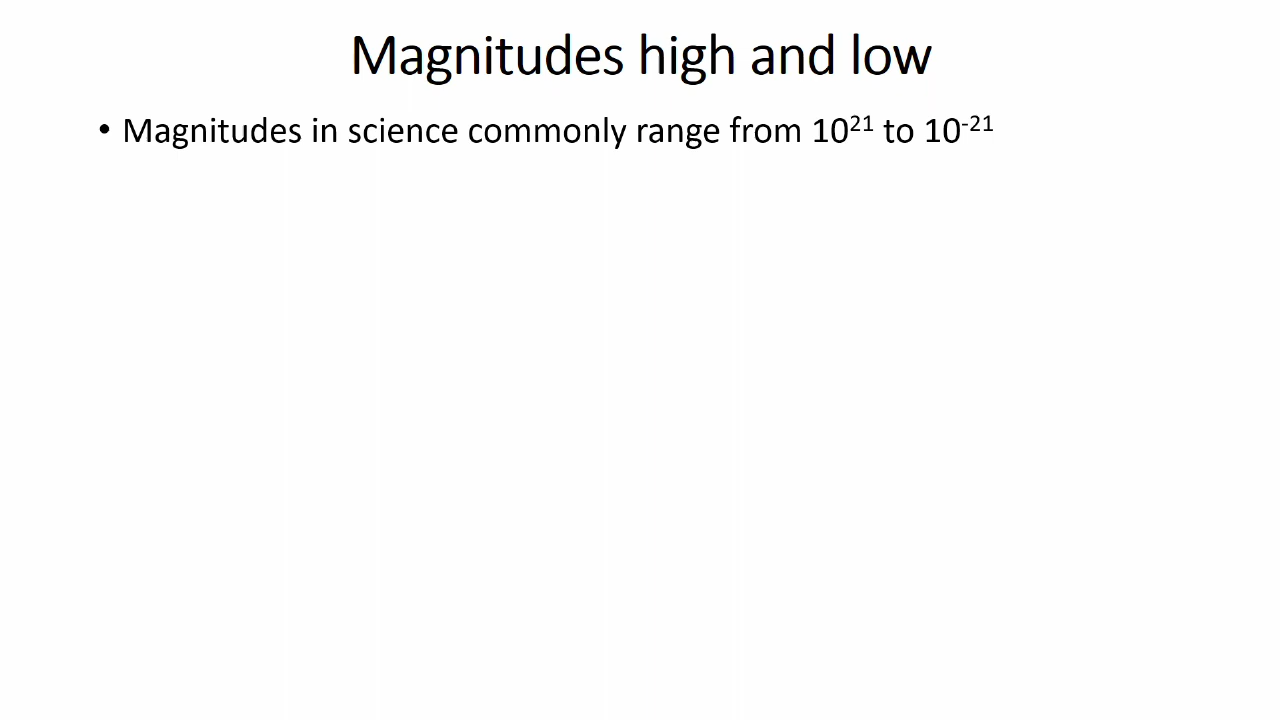 Magnitudes high and low
• Magnitudes in science commonly range from 10²¹ to 10⁻²¹